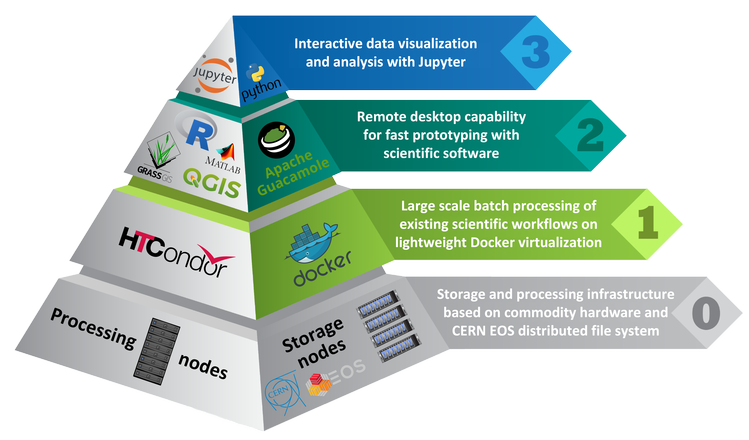 Interactive data visualization
and analysis with Jupyter
3
Jupyter
python
Remote desktop capability
for fast prototyping with
scientific software
2
R
MATLAB
GRASS GIS
QGIS
Apache
Guacamole
Large scale batch processing of
existing scientific workflows on
lightweight Docker virtualization
1
HTCondor
docker
Storage and processing infrastructure
based on commodity hardware and
CERN EOS distributed file system
0
Processing
nodes
Storage
nodes
CERN
EOS